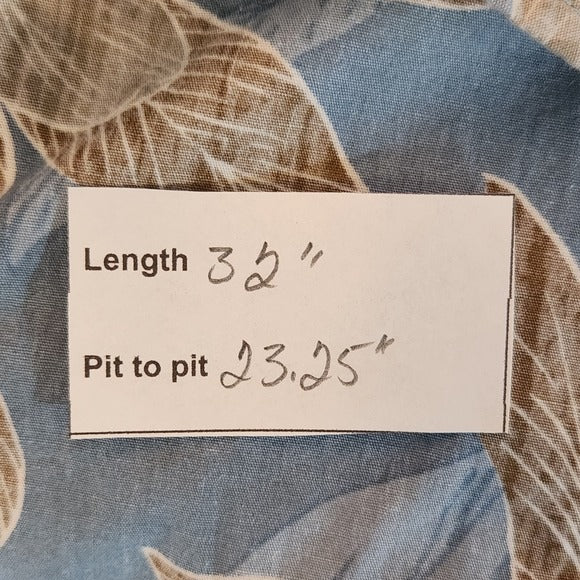 Length 32"
Pit to pit 23.25"